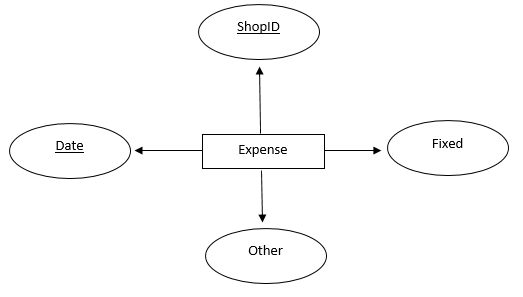 ShopID
Date
Expense
Fixed
Other